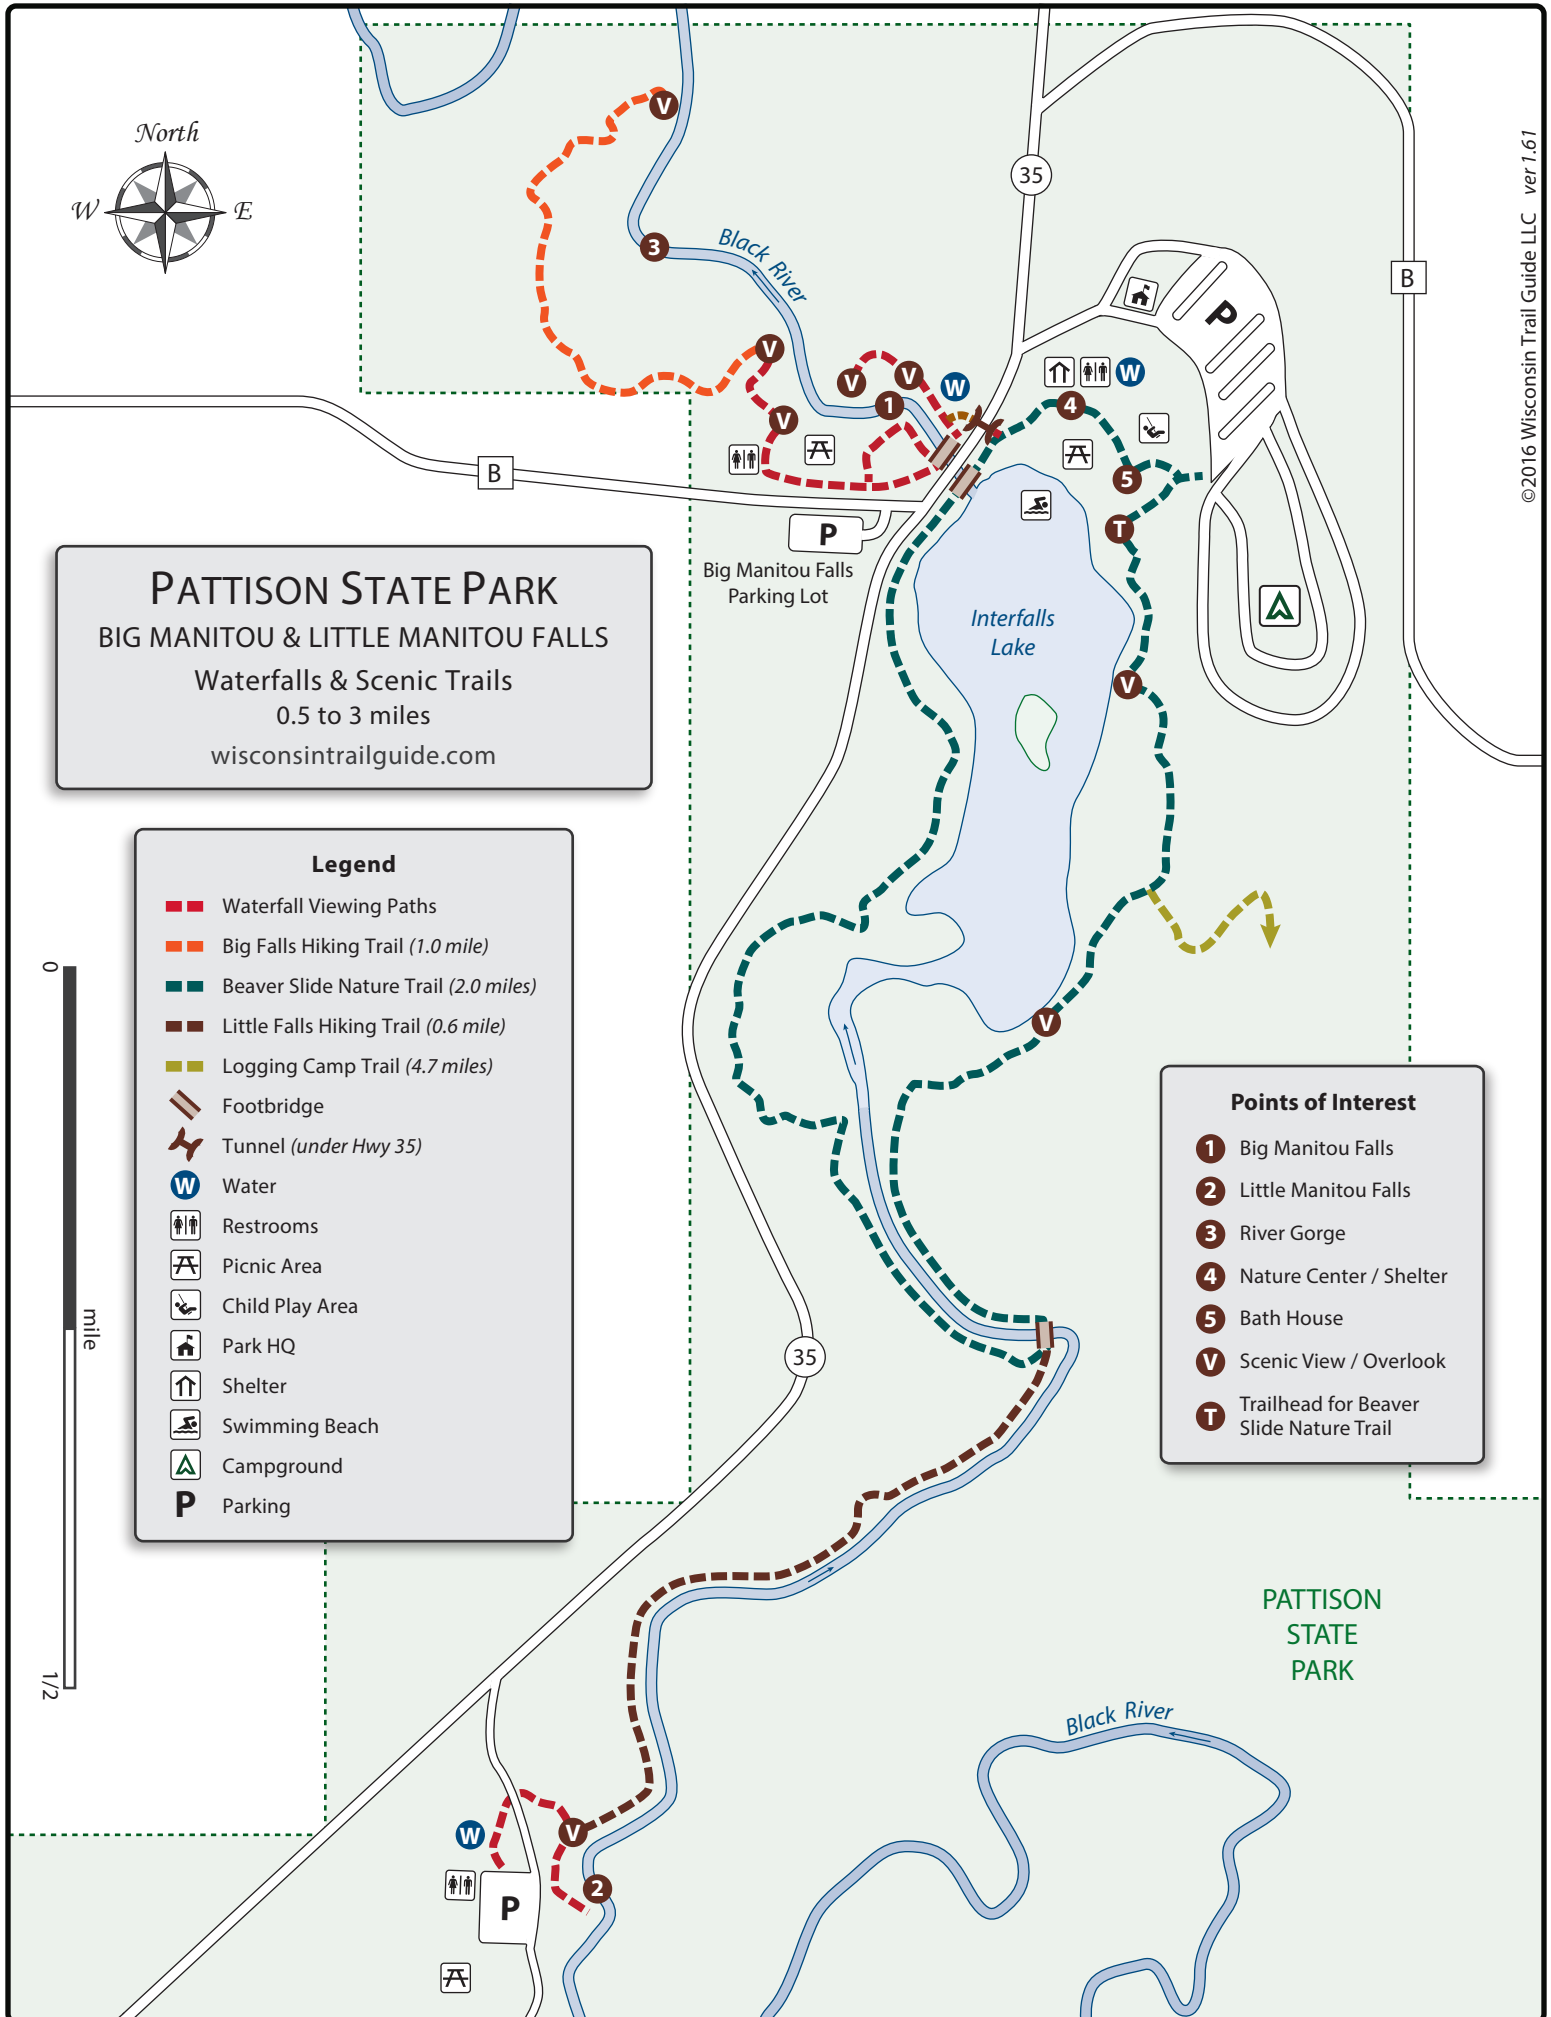 North
W
E
V
35
3
Black River
B
©2016 Wisconsin Trail Guide LLC ver 1.61
P
V
V
V
W
W
1
4
V
5
B
T
P
Big Manitou Falls
Parking Lot
Interfalls
Lake
V
PATTISON STATE PARK
BIG MANITOU & LITTLE MANITOU FALLS
Waterfalls & Scenic Trails
0.5 to 3 miles
wisconsintrailguide.com
Legend
Waterfall Viewing Paths
Big Falls Hiking Trail (1.0 mile)
Beaver Slide Nature Trail (2.0 miles)
Little Falls Hiking Trail (0.6 mile)
Logging Camp Trail (4.7 miles)
Footbridge
Tunnel (under Hwy 35)
W Water
Restrooms
Picnic Area
Child Play Area
Park HQ
Shelter
Swimming Beach
Campground
P Parking
0
mile
1/2
V
35
Points of Interest
1 Big Manitou Falls
2 Little Manitou Falls
3 River Gorge
4 Nature Center / Shelter
5 Bath House
V Scenic View / Overlook
T Trailhead for Beaver
Slide Nature Trail
PATTISON
STATE
PARK
Black River
W
V
2
P